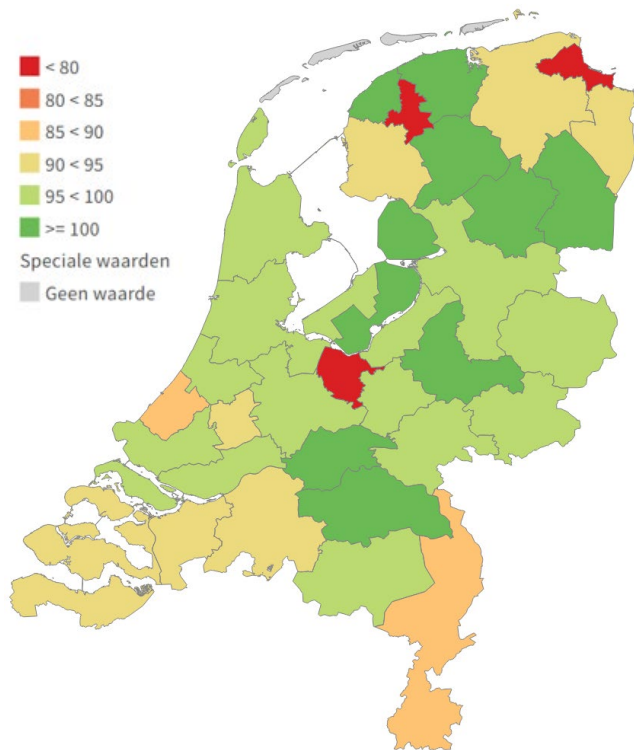 < 80
80 < 85
85 < 90
90 < 95
95 < 100
>= 100
Speciale waarden
Geen waarde